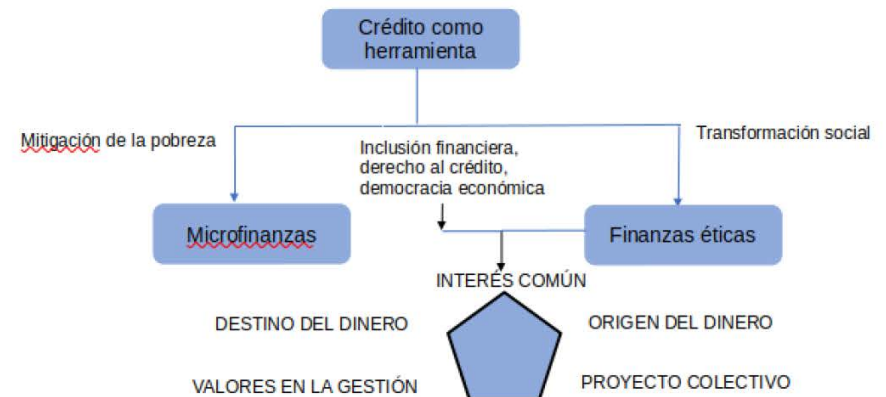 Crédito como
herramienta
Mitigación de la pobreza
Transformación social
Inclusión financiera,
derecho al crédito,
democracia económica
Microfinanzas
Finanzas éticas
INTERÉS COMÚN
DESTINO DEL DINERO
ORIGEN DEL DINERO
VALORES EN LA GESTIÓN
PROYECTO COLECTIVO